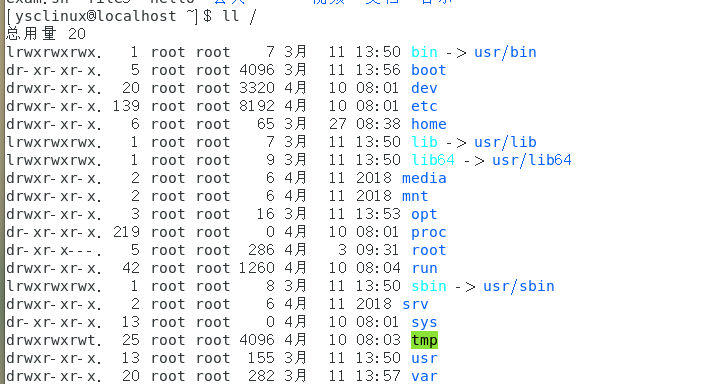 [ysclinux@localhost ~]$ ll /
总用量 20
lrwxrwxrwx.   1 root root    7 3月  11 13:50 bin -> usr/bin
dr-xr-xr-x.   5 root root 4096 3月  11 13:56 boot
drwxr-xr-x.  20 root root 3320 4月  10 08:01 dev
drwxr-xr-x. 139 root root 8192 4月  10 08:01 etc
drwxr-xr-x.   6 root root   65 3月  27 08:38 home
lrwxrwxrwx.   1 root root    7 3月  11 13:50 lib -> usr/lib
lrwxrwxrwx.   1 root root    9 3月  11 13:50 lib64 -> usr/lib64
drwxr-xr-x.   2 root root    6 4月  11 2018 media
drwxr-xr-x.   2 root root    6 4月  11 2018 mnt
drwxr-xr-x.   3 root root   16 3月  11 13:53 opt
dr-xr-xr-x. 219 root root    0 4月  10 08:01 proc
dr-xr-x---.   5 root root  286 4月   3 09:31 root
drwxr-xr-x.  42 root root 1260 4月  10 08:04 run
lrwxrwxrwx.   1 root root    8 3月  11 13:50 sbin -> usr/sbin
drwxr-xr-x.   2 root root    6 4月  11 2018 srv
dr-xr-xr-x.  13 root root    0 4月  10 08:01 sys
drwxrwxrwt.  25 root root 4096 4月  10 08:03 tmp
drwxr-xr-x.  13 root root  155 3月  11 13:50 usr
drwxr-xr-x.  20 root root  282 3月  11 13:57 var